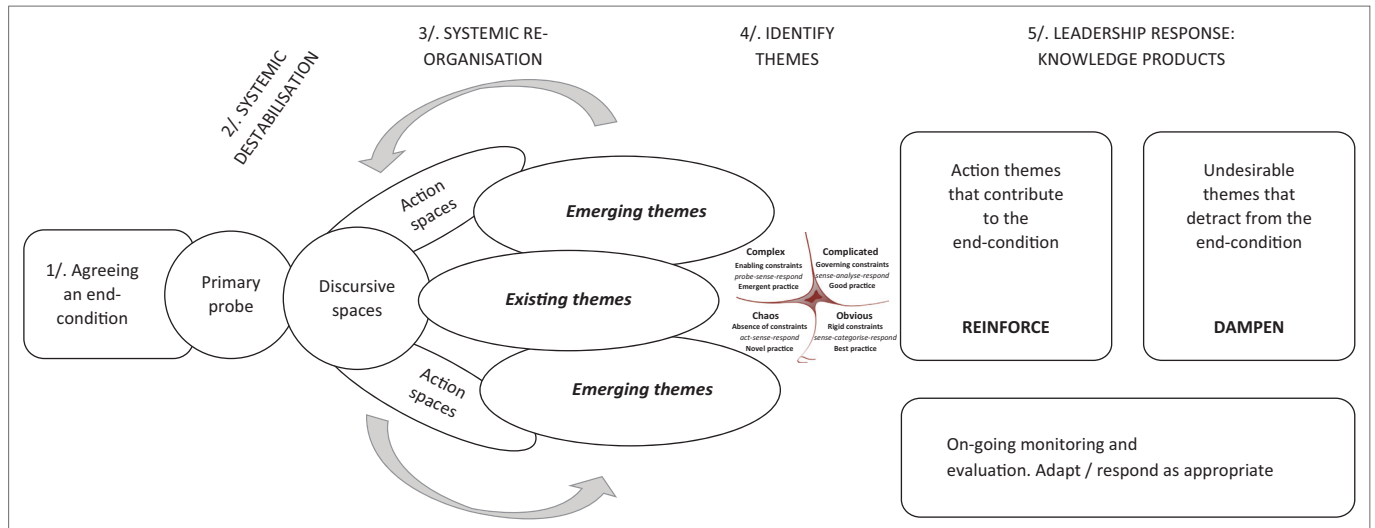 3/. SYSTEMIC RE-
ORGANISATION
4/. IDENTIFY
THEMES
5/. LEADERSHIP RESPONSE:
KNOWLEDGE PRODUCTS
2/. SYSTEMIC
DESTABILISATION
1/. Agreeing
an end-
condition
Primary
probe
Discursive
spaces
Action
spaces
Emerging themes
Existing themes
Action
spaces
Emerging themes
Complex
Enabling constraints
probe-sense-respond
Emergent practice
Complicated
Governing constraints
sense-analyse-respond
Good practice
Chaos
Absence of constraints
act-sense-respond
Novel practice
Obvious
Rigid constraints
sense-categorise-respond
Best practice
Action themes
that contribute
to the
end-condition
REINFORCE
Undesirable
themes that
detract from the
end-condition
DAMPEN
On-going monitoring and
evaluation. Adapt / respond as appropriate